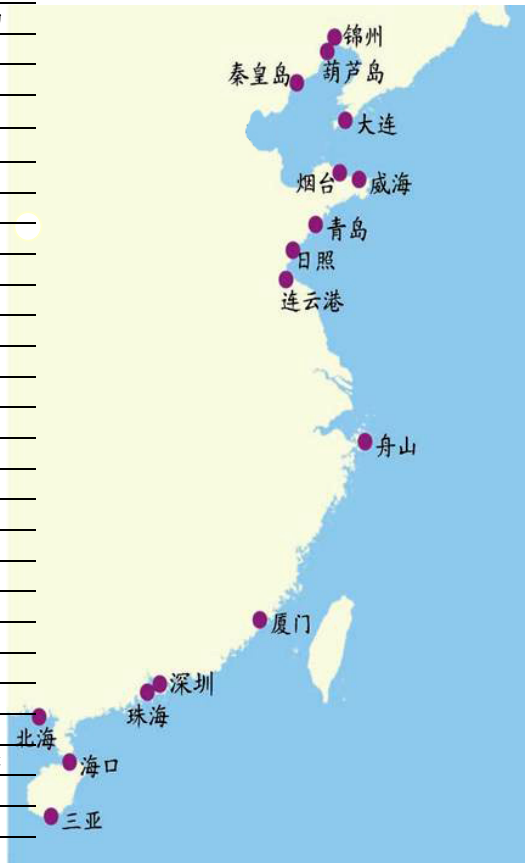 锦州
葫芦岛
秦皇岛
大连
烟台
威海
青岛
日照
连云港
舟山
厦门
深圳
珠海
北海
海口
三亚